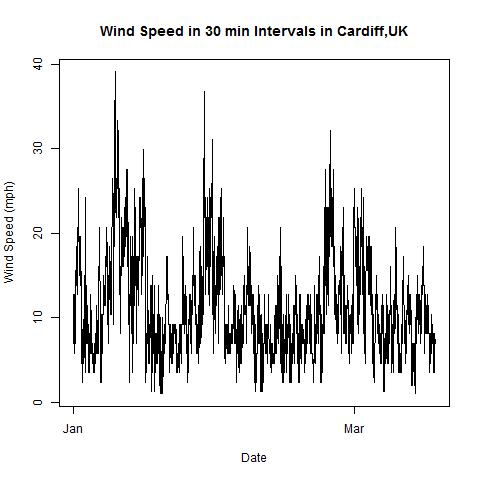 Wind Speed in 30 min Intervals in Cardiff,UK
Wind Speed (mph)
40
30
20
10
0
Jan
Mar
Date